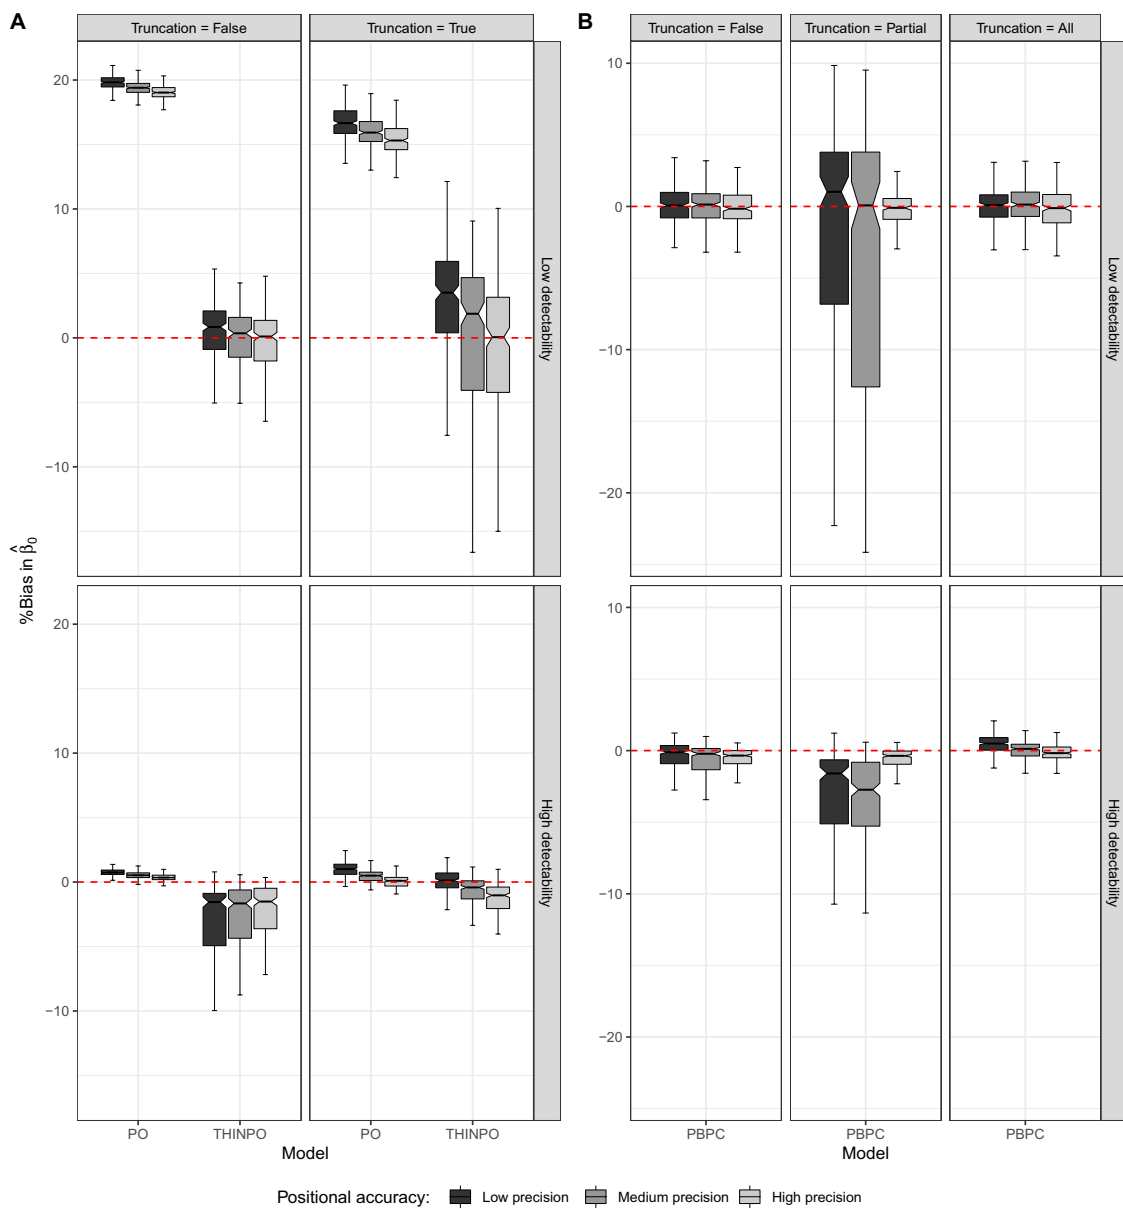 A
B
Truncation = False
Truncation = True
Truncation = False
Truncation = Partial
Truncation = All
%Bias in β̂0
20
10
0
−10
Low detectability
20
10
0
−10
High detectability
PO
THINPO
PO
THINPO
Model
10
0
−10
−20
Low detectability
10
0
−10
−20
High detectability
PBPC
PBPC
PBPC
Model
Positional accuracy: Low precision Medium precision High precision